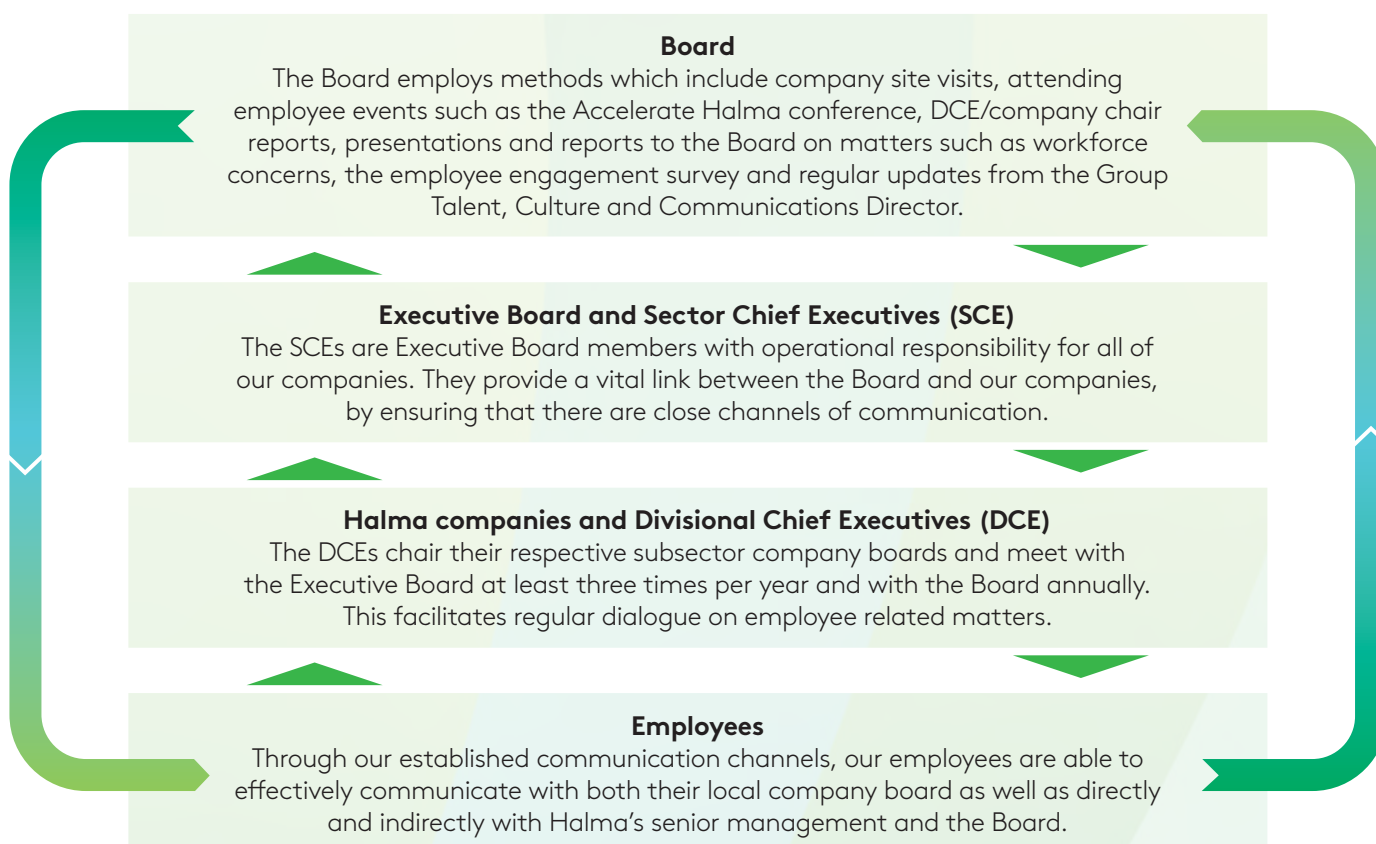 Board
The Board employs methods which include company site visits, attending
employee events such as the Accelerate Halma conference, DCE/company chair
reports, presentations and reports to the Board on matters such as workforce
concerns, the employee engagement survey and regular updates from the Group
Talent, Culture and Communications Director.
Executive Board and Sector Chief Executives (SCE)
The SCEs are Executive Board members with operational responsibility for all of
our companies. They provide a vital link between the Board and our companies,
by ensuring that there are close channels of communication.
Halma companies and Divisional Chief Executives (DCE)
The DCEs chair their respective subsector company boards and meet with
the Executive Board at least three times per year and with the Board annually.
This facilitates regular dialogue on employee related matters.
Employees
Through our established communication channels, our employees are able to
effectively communicate with both their local company board as well as directly
and indirectly with Halma’s senior management and the Board.